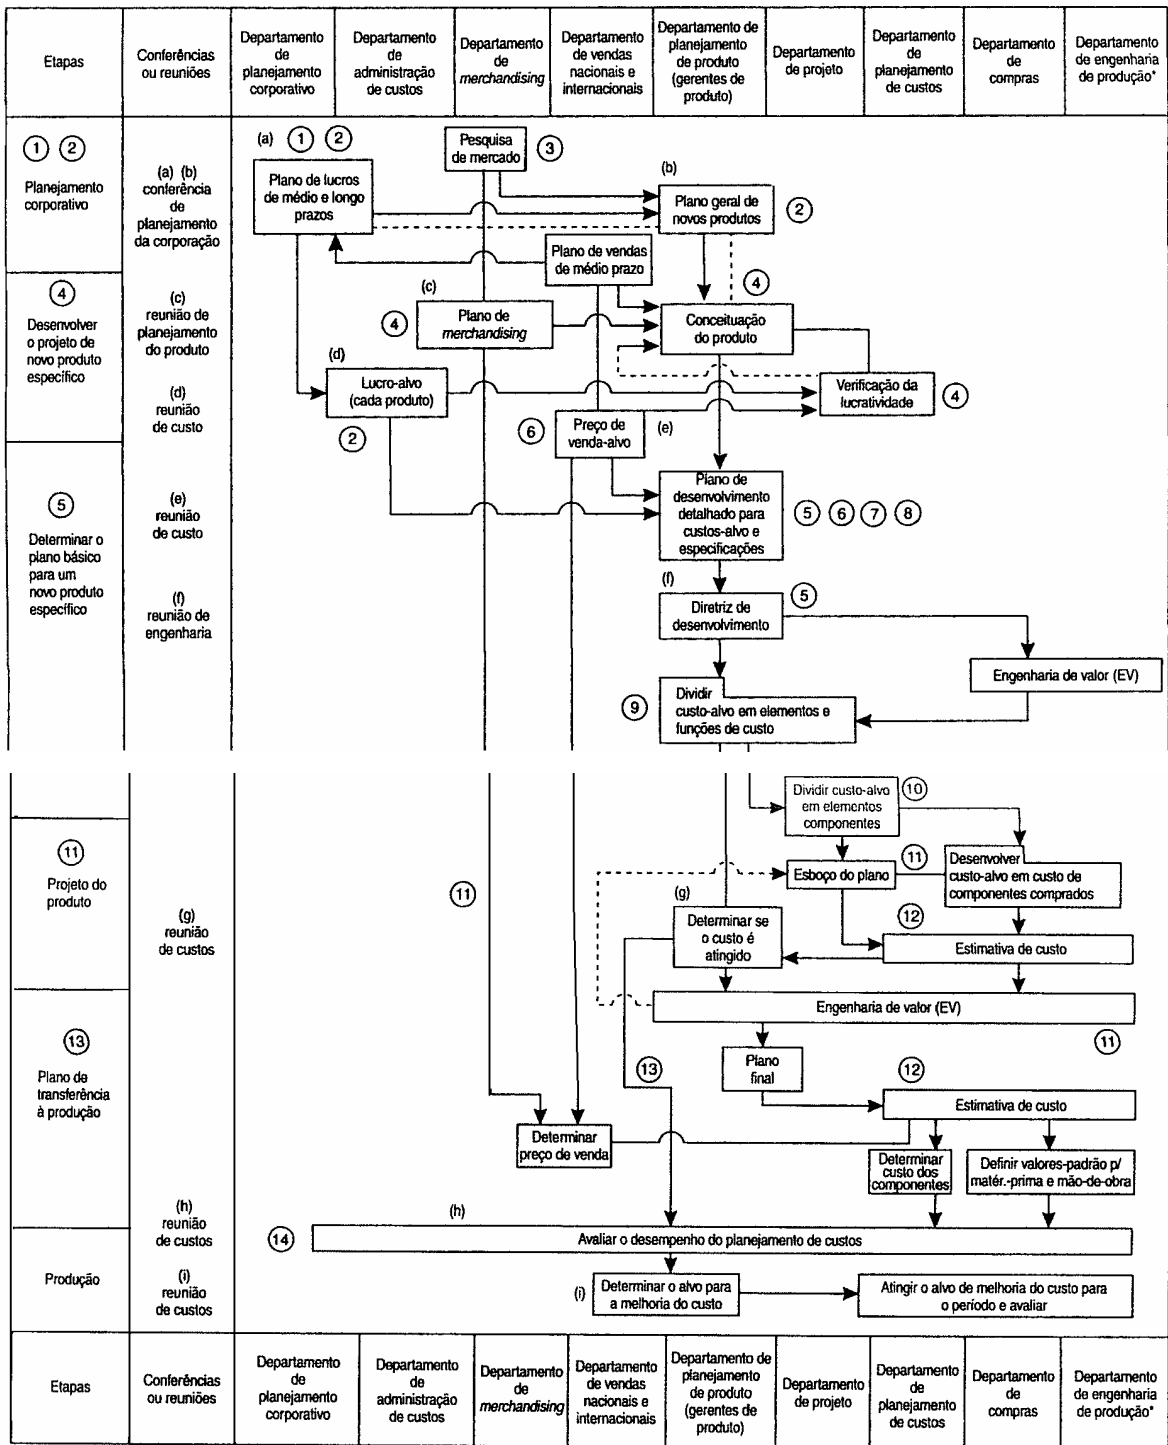 Etapas
Conferências
ou reuniões
Departamento
de
planejamento
corporativo
Departamento
de
administração
de custos
Departamento
de
merchandising
Departamento
de vendas
nacionais e
internacionais
Departamento de
planejamento
de produto
(gerentes de
produto)
Departamento
de projeto
Departamento
de
planejamento
de custos
Departamento
de
compras
Departamento
de engenharia
de produção*
1 2
Planejamento
corporativo
(a) (b)
conferência
de
planejamento
da corporação
(a) 1 2
Plano de lucros
de médio e longo
prazos
Pesquisa
de mercado
3
(b)
Plano geral de
novos produtos
2
Plano de vendas
de médio prazo
4
Desenvolver
o projeto de
novo produto
específico
(c)
reunião de
planejamento
do produto
(d)
reunião
de custo
(c)
4
Plano de
merchandising
4
Conceituação
do produto
(d)
Lucro-alvo
(cada produto)
2
Verificação da
lucratividade
4
6
Preço de
venda-alvo
(e)
5
Determinar o
plano básico
para um
novo produto
específico
(e)
reunião
de custo
(f)
reunião de
engenharia
Plano de
desenvolvimento
detalhado para
custos-alvo e
especificações
5 6 7 8
(f)
Diretriz de
desenvolvimento
5
Engenharia de valor (EV)
9
Dividir
custo-alvo em elementos e
funções de custo
Dividir custo-alvo
em elementos
componentes
10
11
Projeto do
produto
(g)
reunião
de custos
11
Esboço do plano
11
Desenvolver
custo-alvo em custo de
componentes comprados
(g)
Determinar se
o custo é
atingido
12
Estimativa de custo
Engenharia de valor (EV)
11
13
Plano de
transferência
à produção
13
Plano
final
12
Estimativa de custo
Determinar
preço de venda
Determinar
custo dos
componentes
Definir valores-padrão p/
matér.-prima e mão-de-obra
(h)
reunião
de custos
(h)
14
Avaliar o desempenho do planejamento de custos
Produção
(i)
reunião
de custos
(i)
Determinar o alvo para
a melhoria do custo
Atingir o alvo de melhoria do custo para
o período e avaliar
Etapas
Conferências
ou reuniões
Departamento
de
planejamento
corporativo
Departamento
de
administração
de custos
Departamento
de
merchandising
Departamento
de vendas
nacionais e
internacionais
Departamento de
planejamento
de produto
(gerentes de
produto)
Departamento
de projeto
Departamento
de
planejamento
de custos
Departamento
de
compras
Departamento
de engenharia
de produção*